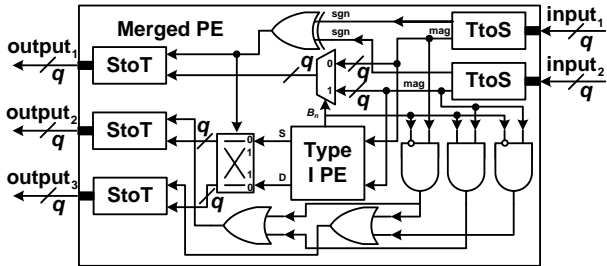 Merged PE
sgn
sgn
mag
TtoS
input1
q
output1
q
StoT
q
0
1
q
q
mag
TtoS
input2
q
Bn
output2
q
StoT
q
0
1
1
0
S
D
Type
I PE
output3
q
StoT
q